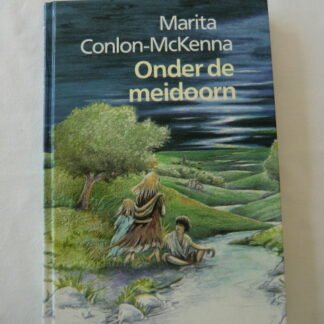 Marita
Conlon-McKenna
Onder de
meidoorn